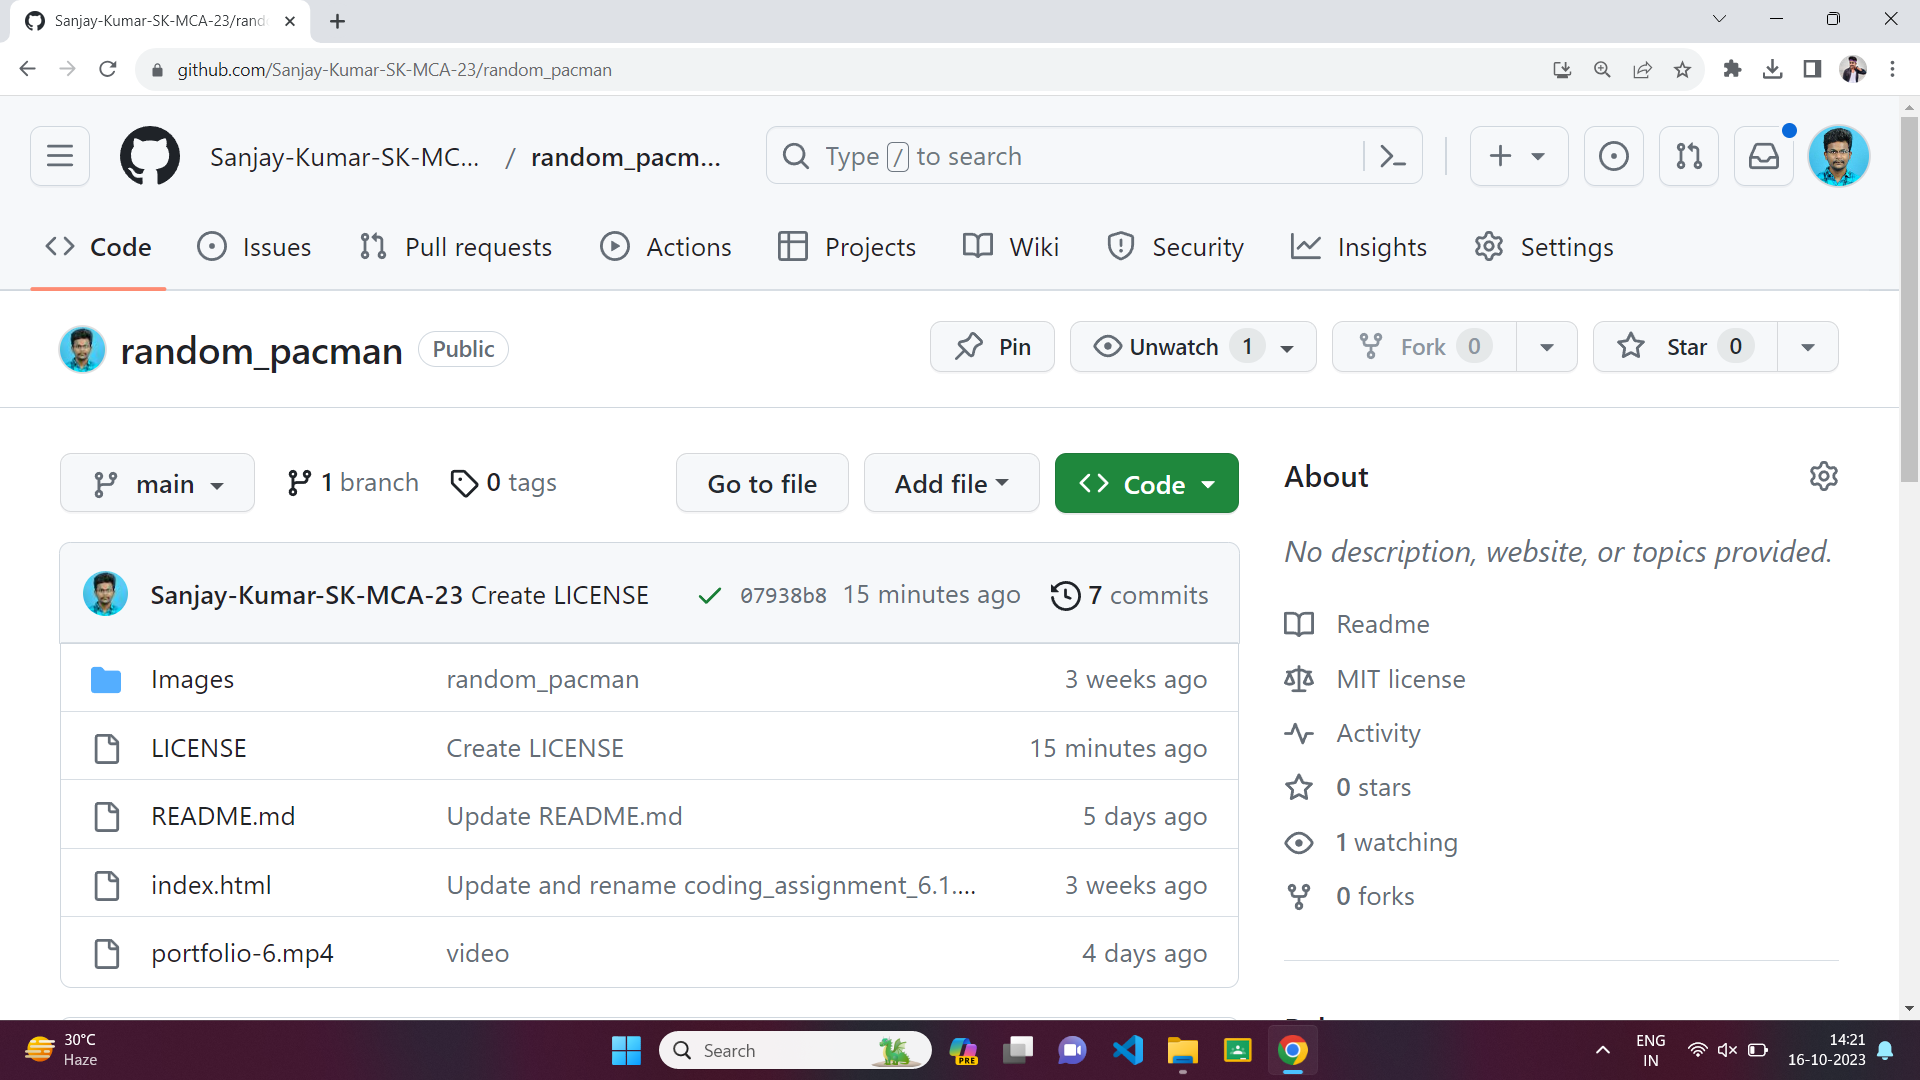 Sanjay-Kumar-SK-MCA-23/rand
github.com/Sanjay-Kumar-SK-MCA-23/random_pacman
Sanjay-Kumar-SK-MC... / random_pacm...
Type / to search
Code Issues Pull requests Actions Projects Wiki Security Insights Settings
random_pacman Public
Pin Unwatch 1 Fork 0 Star 0
main 1 branch 0 tags Go to file Add file Code
Sanjay-Kumar-SK-MCA-23 Create LICENSE 07938b8 15 minutes ago 7 commits
Images random_pacman 3 weeks ago
LICENSE Create LICENSE 15 minutes ago
README.md Update README.md 5 days ago
index.html Update and rename coding_assignment_6.1.... 3 weeks ago
portfolio-6.mp4 video 4 days ago
About
No description, website, or topics provided.
Readme
MIT license
Activity
0 stars
1 watching
0 forks
30°C
Haze
Search
PRE
ENG
IN
14:21
16-10-2023